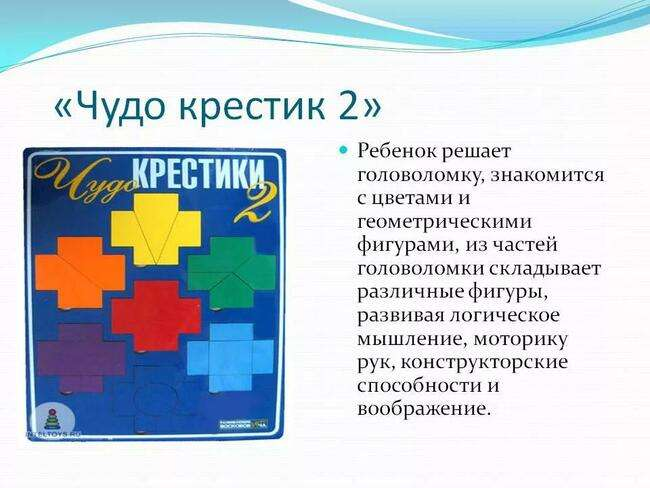 «Чудо крестик 2»
Чудо КРЕСТИКИ
2
Ребенок решает
головоломку, знакомится
с цветами и
геометрическими
фигурами, из частей
головоломки складывает
различные фигуры,
развивая логическое
мышление, моторику
рук, конструкторские
способности и
воображение.